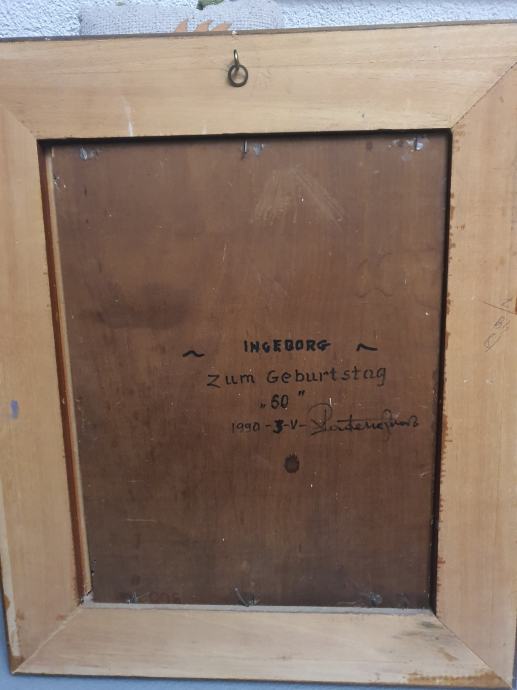 ~ INGEBORG ~
Zum Geburtstag
„60"
1990-3-V-